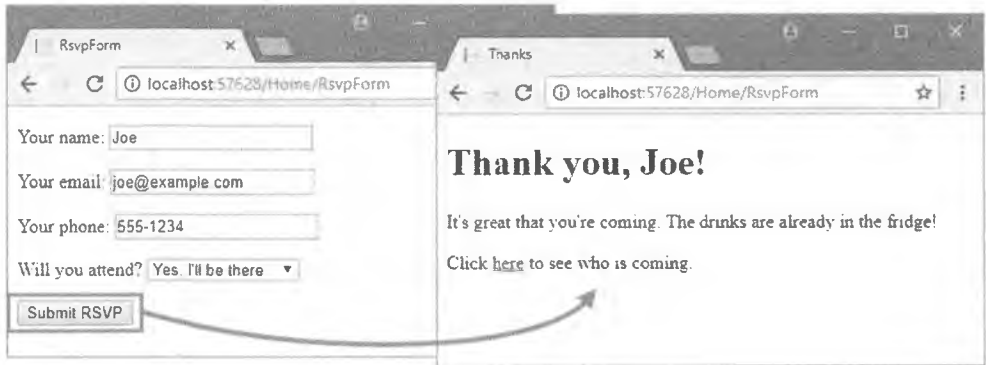 RsvpForm
localhost:57628/Home/RsvpForm
Your name: Joe
Your email: joe@example.com
Your phone: 555-1234
Will you attend? Yes. I'll be there
Submit RSVP
Thanks
localhost:57628/Home/RsvpForm
Thank you, Joe!
It's great that you're coming. The drinks are already in the fridge!
Click here to see who is coming.